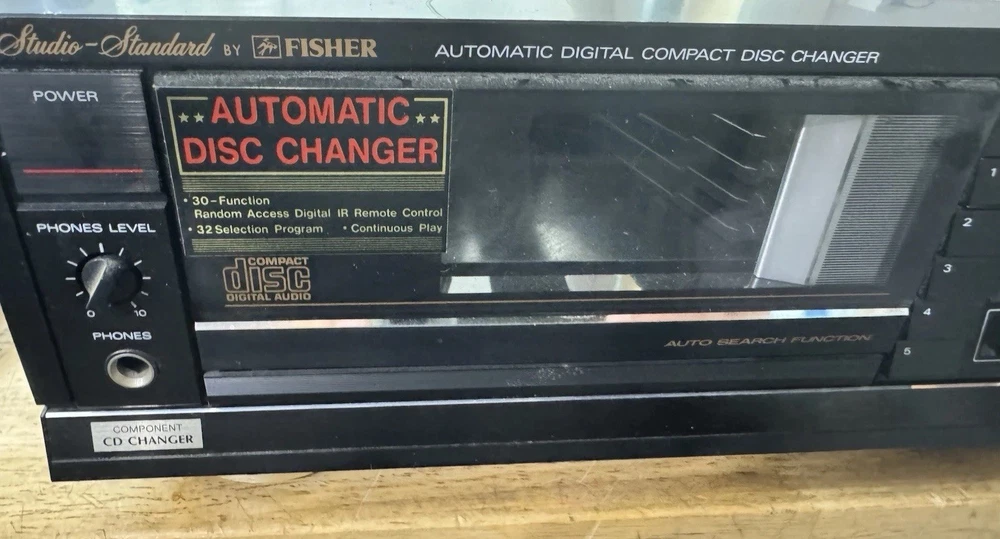 Studio-Standard BY FISHER
AUTOMATIC DIGITAL COMPACT DISC CHANGER
POWER
★★ AUTOMATIC ★★
DISC CHANGER
• 30-Function
Random Access Digital IR Remote Control
• 32 Selection Program • Continuous Play
COMPACT
disc
DIGITAL AUDIO
PHONES LEVEL
0 10
PHONES
AUTO SEARCH FUNCTION
1
2
3
4
5
COMPONENT
CD CHANGER